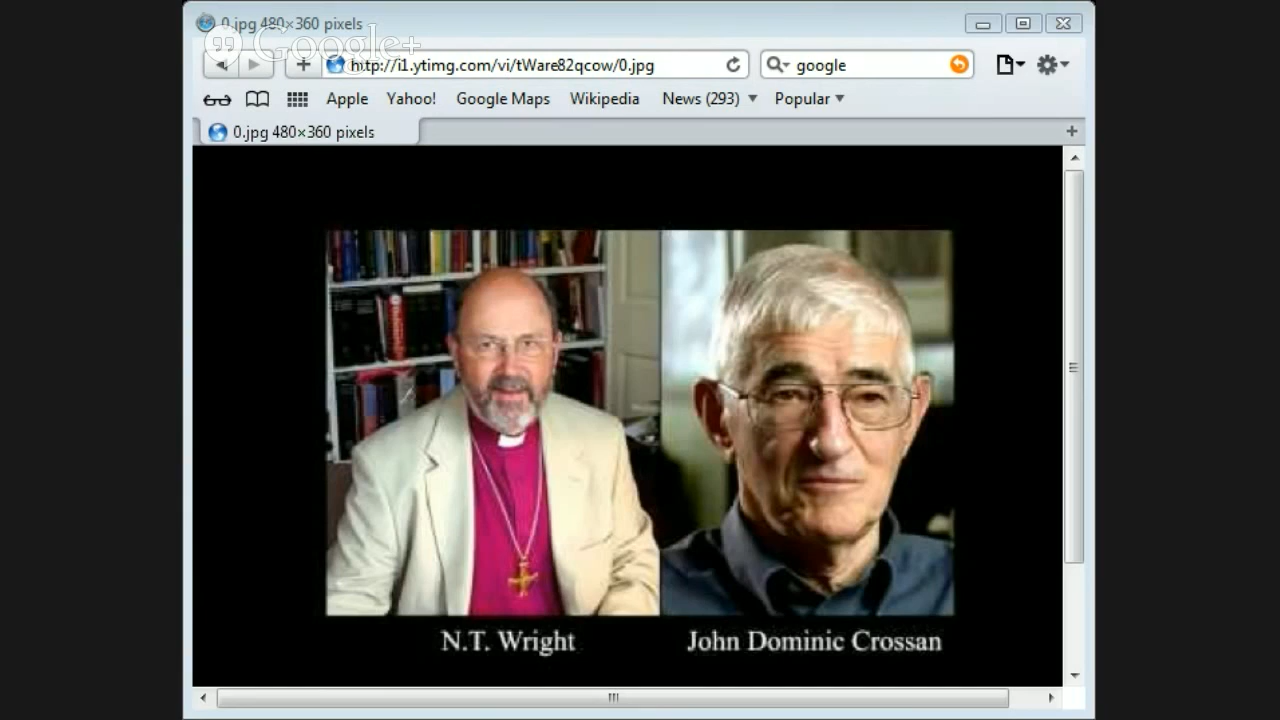 0.jpg 480×360 pixels
Google+
http://i1.ytimg.com/vi/tWare82qcow/0.jpg
google
Apple Yahoo! Google Maps Wikipedia News (293) Popular
0.jpg 480×360 pixels
N.T. Wright
John Dominic Crossan